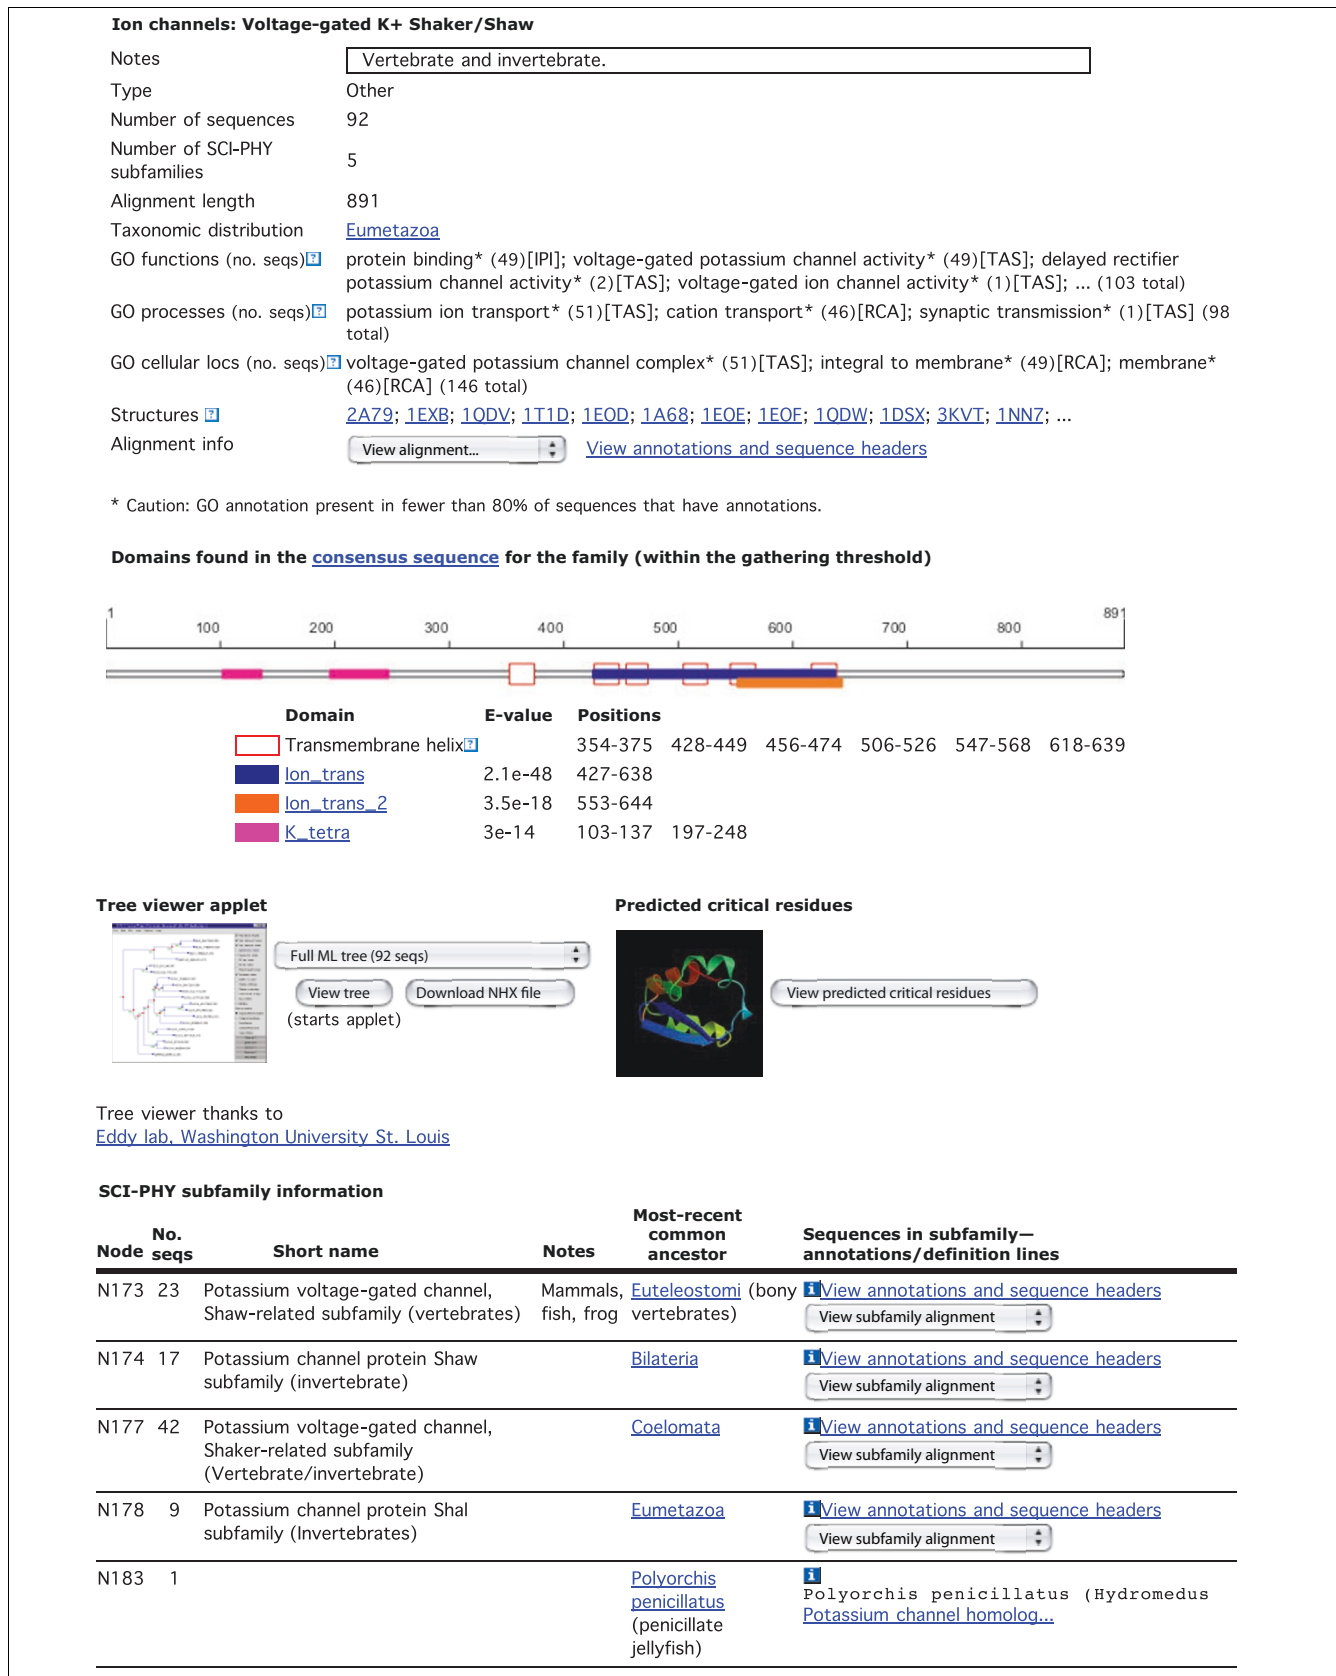 Ion channels: Voltage-gated K+ Shaker/Shaw
Notes Vertebrate and invertebrate.
Type Other
Number of sequences 92
Number of SCI-PHY
subfamilies 5
Alignment length 891
Taxonomic distribution Eumetazoa
GO functions (no. seqs)? protein binding* (49)[IPI]; voltage-gated potassium channel activity* (49)[TAS]; delayed rectifier
potassium channel activity* (2)[TAS]; voltage-gated ion channel activity* (1)[TAS]; ... (103 total)
GO processes (no. seqs)? potassium ion transport* (51)[TAS]; cation transport* (46)[RCA]; synaptic transmission* (1)[TAS] (98
total)
GO cellular locs (no. seqs)? voltage-gated potassium channel complex* (51)[TAS]; integral to membrane* (49)[RCA]; membrane*
(46)[RCA] (146 total)
Structures ? 2A79; 1EXB; 1QDV; 1T1D; 1EOD; 1A68; 1EOE; 1EOF; 1QDW; 1DSX; 3KVT; 1NN7; ...
Alignment info View alignment... View annotations and sequence headers
* Caution: GO annotation present in fewer than 80% of sequences that have annotations.
Domains found in the consensus sequence for the family (within the gathering threshold)
1 100 200 300 400 500 600 700 800 891
Domain E-value Positions
Transmembrane helix? 354-375 428-449 456-474 506-526 547-568 618-639
Ion_trans 2.1e-48 427-638
Ion_trans_2 3.5e-18 553-644
K_tetra 3e-14 103-137 197-248
Tree viewer applet Predicted critical residues
Full ML tree (92 seqs)
View tree Download NHX file View predicted critical residues
(starts applet)
Tree viewer thanks to
Eddy lab, Washington University St. Louis
SCI-PHY subfamily information
Node No. seqs Short name Notes Most-recent common ancestor Sequences in subfamily—annotations/definition lines
N173 23 Potassium voltage-gated channel, Mammals, Euteleostomi (bony i View annotations and sequence headers
Shaw-related subfamily (vertebrates) fish, frog vertebrates) View subfamily alignment
N174 17 Potassium channel protein Shaw Bilateria i View annotations and sequence headers
subfamily (invertebrate) View subfamily alignment
N177 42 Potassium voltage-gated channel, Coelomata i View annotations and sequence headers
Shaker-related subfamily View subfamily alignment
(Vertebrate/invertebrate)
N178 9 Potassium channel protein Shal Eumetazoa i View annotations and sequence headers
subfamily (Invertebrates) View subfamily alignment
N183 1 Polyorchis i
penicillatus Polyorchis penicillatus (Hydromedus
(penicillate Potassium channel homolog...
jellyfish)